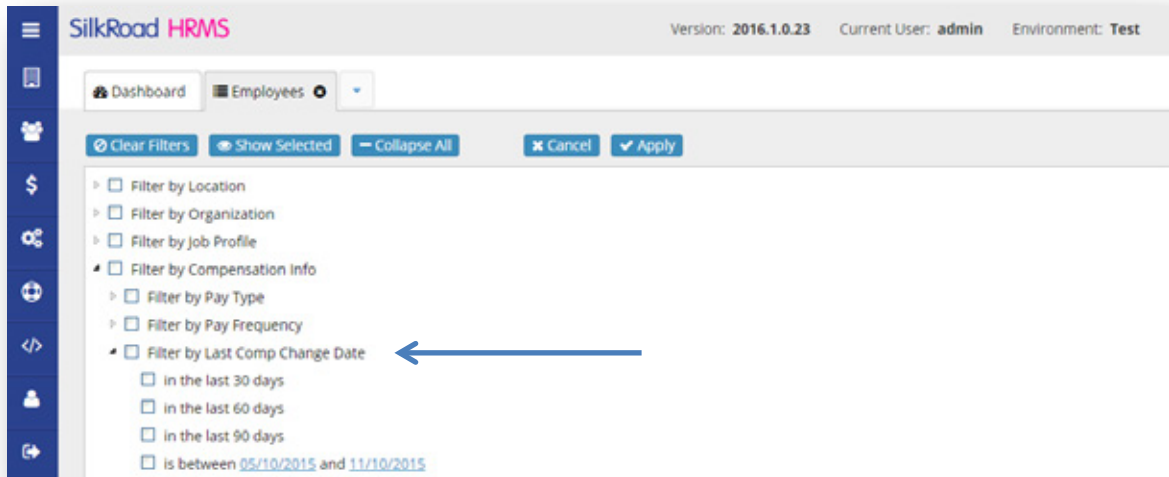 SilkRoad HRMS Version: 2016.1.0.23 Current User: admin Environment: Test
Dashboard Employees
Clear Filters Show Selected Collapse All Cancel Apply
Filter by Location
Filter by Organization
Filter by Job Profile
Filter by Compensation Info
Filter by Pay Type
Filter by Pay Frequency
Filter by Last Comp Change Date
in the last 30 days
in the last 60 days
in the last 90 days
is between 05/10/2015 and 11/10/2015